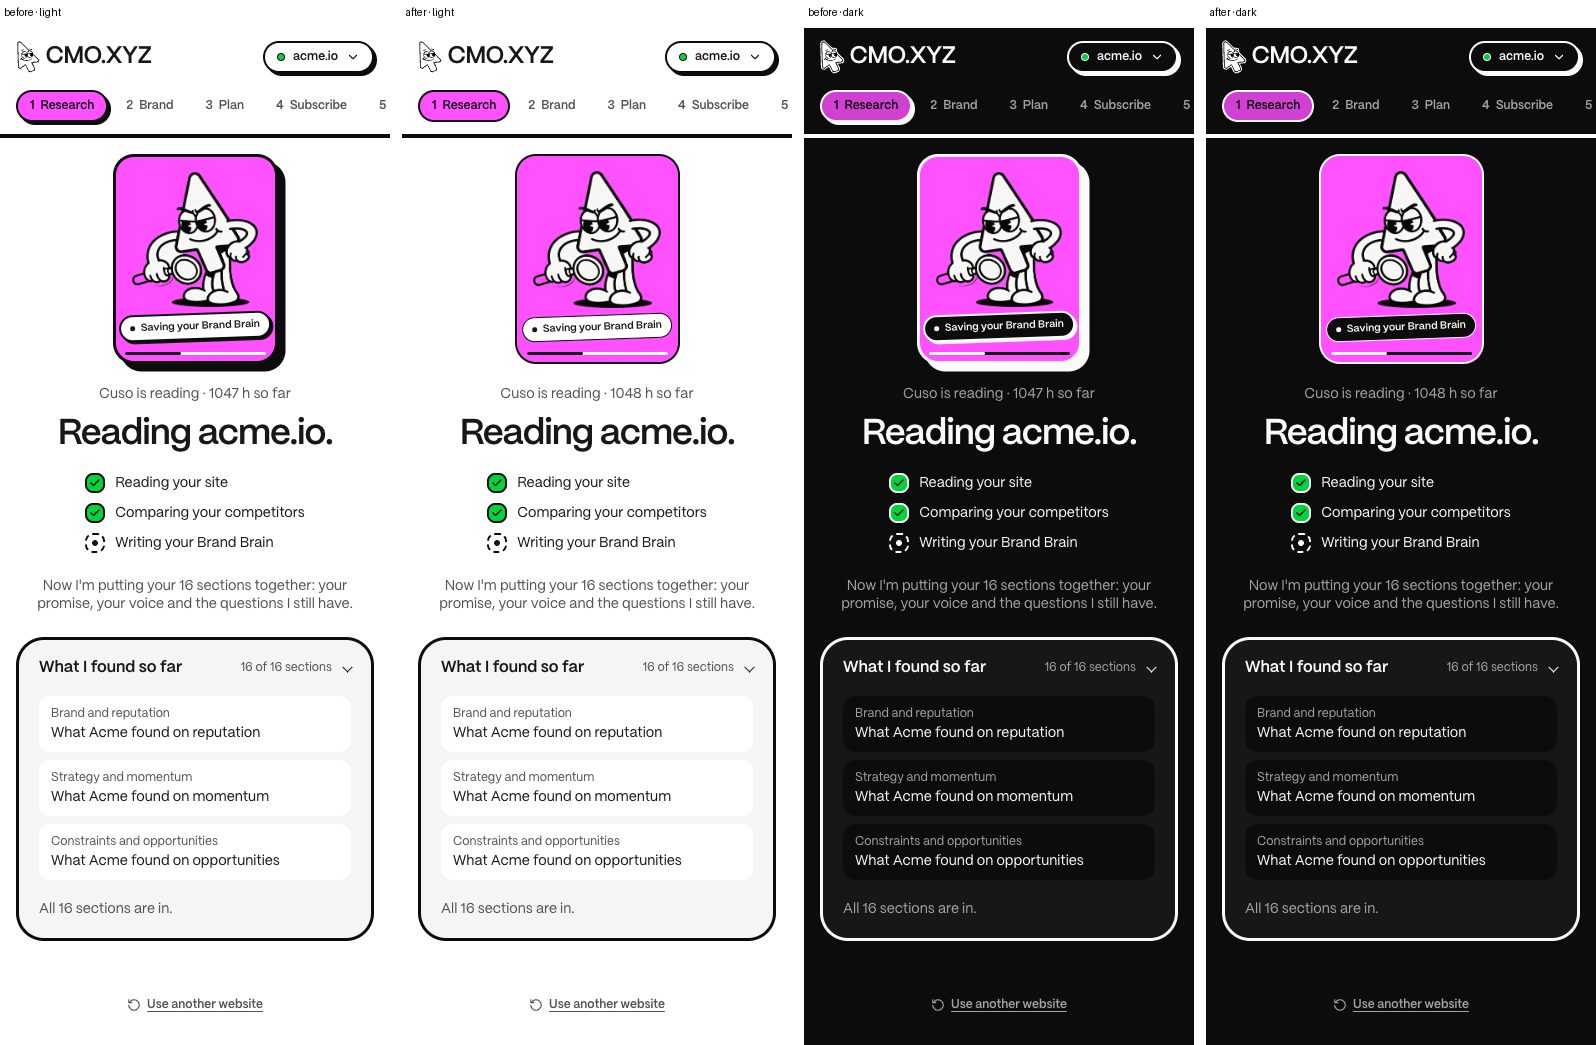 before · light
CMO.XYZ
acme.io
1 Research 2 Brand 3 Plan 4 Subscribe 5
Saving your Brand Brain
Cuso is reading · 1047 h so far
Reading acme.io.
Reading your site
Comparing your competitors
Writing your Brand Brain
Now I'm putting your 16 sections together: your
promise, your voice and the questions I still have.
What I found so far 16 of 16 sections
Brand and reputation
What Acme found on reputation
Strategy and momentum
What Acme found on momentum
Constraints and opportunities
What Acme found on opportunities
All 16 sections are in.
Use another website
after · light
CMO.XYZ
acme.io
1 Research 2 Brand 3 Plan 4 Subscribe 5
Saving your Brand Brain
Cuso is reading · 1048 h so far
Reading acme.io.
Reading your site
Comparing your competitors
Writing your Brand Brain
Now I'm putting your 16 sections together: your
promise, your voice and the questions I still have.
What I found so far 16 of 16 sections
Brand and reputation
What Acme found on reputation
Strategy and momentum
What Acme found on momentum
Constraints and opportunities
What Acme found on opportunities
All 16 sections are in.
Use another website
before · dark
CMO.XYZ
acme.io
1 Research 2 Brand 3 Plan 4 Subscribe 5
Saving your Brand Brain
Cuso is reading · 1047 h so far
Reading acme.io.
Reading your site
Comparing your competitors
Writing your Brand Brain
Now I'm putting your 16 sections together: your
promise, your voice and the questions I still have.
What I found so far 16 of 16 sections
Brand and reputation
What Acme found on reputation
Strategy and momentum
What Acme found on momentum
Constraints and opportunities
What Acme found on opportunities
All 16 sections are in.
Use another website
after · dark
CMO.XYZ
acme.io
1 Research 2 Brand 3 Plan 4 Subscribe 5
Saving your Brand Brain
Cuso is reading · 1048 h so far
Reading acme.io.
Reading your site
Comparing your competitors
Writing your Brand Brain
Now I'm putting your 16 sections together: your
promise, your voice and the questions I still have.
What I found so far 16 of 16 sections
Brand and reputation
What Acme found on reputation
Strategy and momentum
What Acme found on momentum
Constraints and opportunities
What Acme found on opportunities
All 16 sections are in.
Use another website